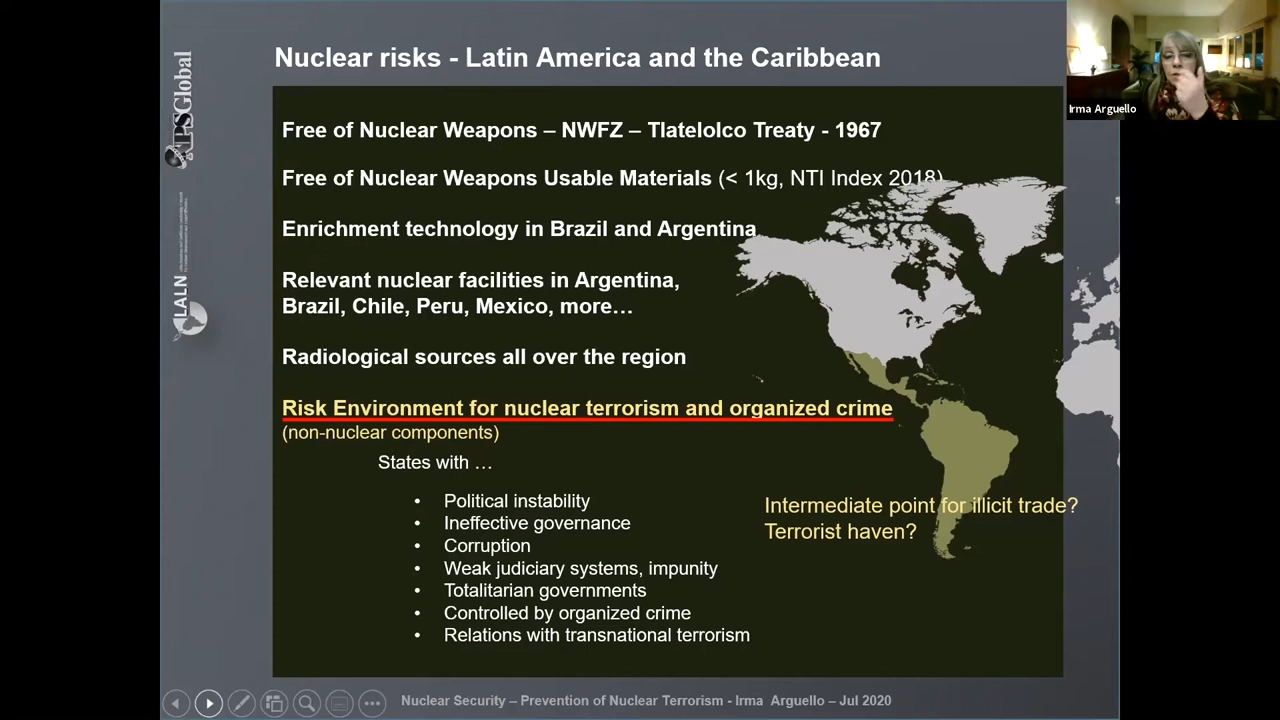 Nuclear risks - Latin America and the Caribbean
Irma Arguello
NPSGlobal
LALN
Free of Nuclear Weapons – NWFZ – Tlatelolco Treaty - 1967
Free of Nuclear Weapons Usable Materials (< 1kg, NTI Index 2018)
Enrichment technology in Brazil and Argentina
Relevant nuclear facilities in Argentina,
Brazil, Chile, Peru, Mexico, more…
Radiological sources all over the region
Risk Environment for nuclear terrorism and organized crime
(non-nuclear components)
States with …
• Political instability
• Ineffective governance
• Corruption
• Weak judiciary systems, impunity
• Totalitarian governments
• Controlled by organized crime
• Relations with transnational terrorism
Intermediate point for illicit trade?
Terrorist haven?
Nuclear Security – Prevention of Nuclear Terrorism - Irma Arguello – Jul 2020